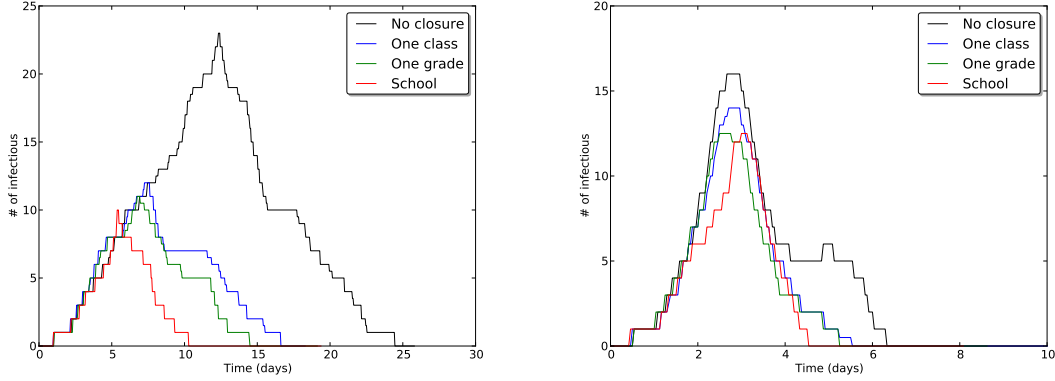 25
20
15
10
5
0
# of infectious
0 5 10 15 20 25 30
Time (days)
No closure
One class
One grade
School
20
15
10
5
0
# of infectious
0 2 4 6 8 10
Time (days)
No closure
One class
One grade
School